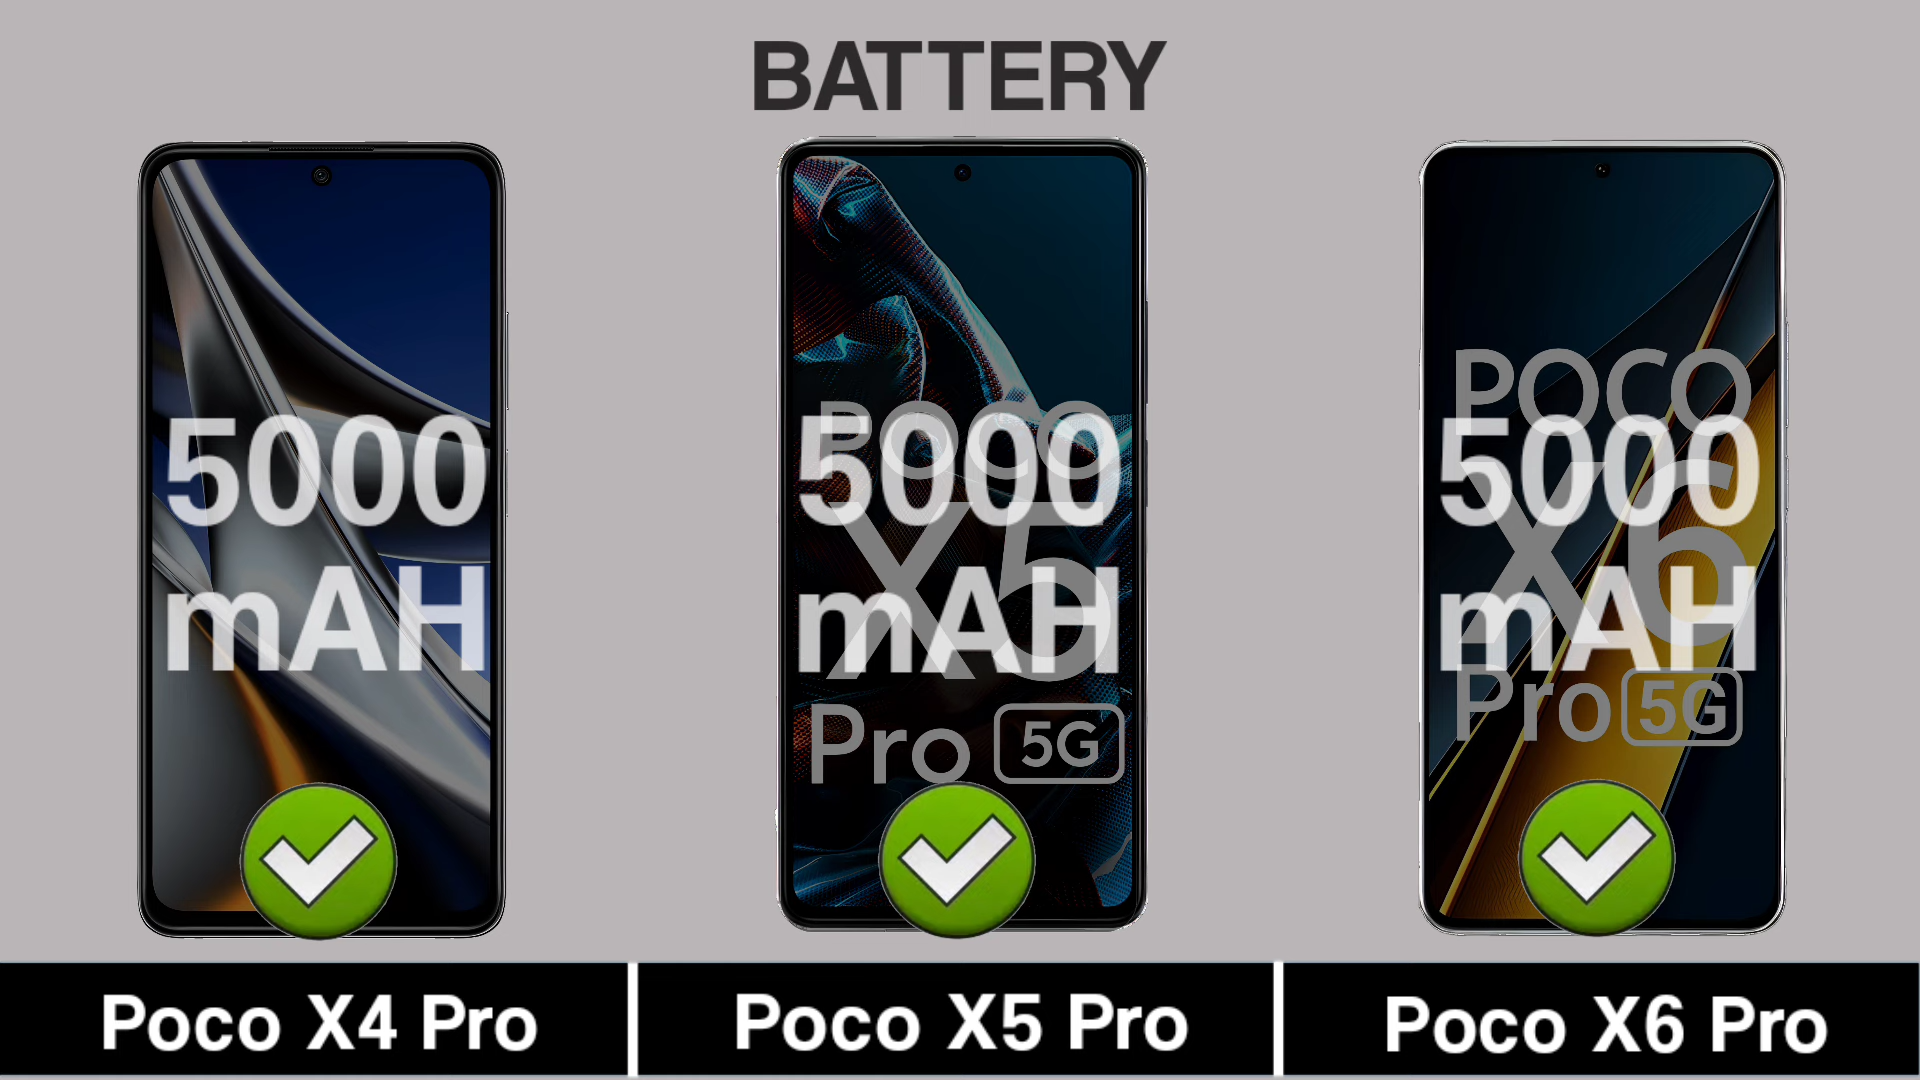 BATTERY
5000
mAH
POCO
5000
X5
mAH
Pro 5G
POCO
5000
X6
mAH
Pro 5G
Poco X4 Pro
Poco X5 Pro
Poco X6 Pro